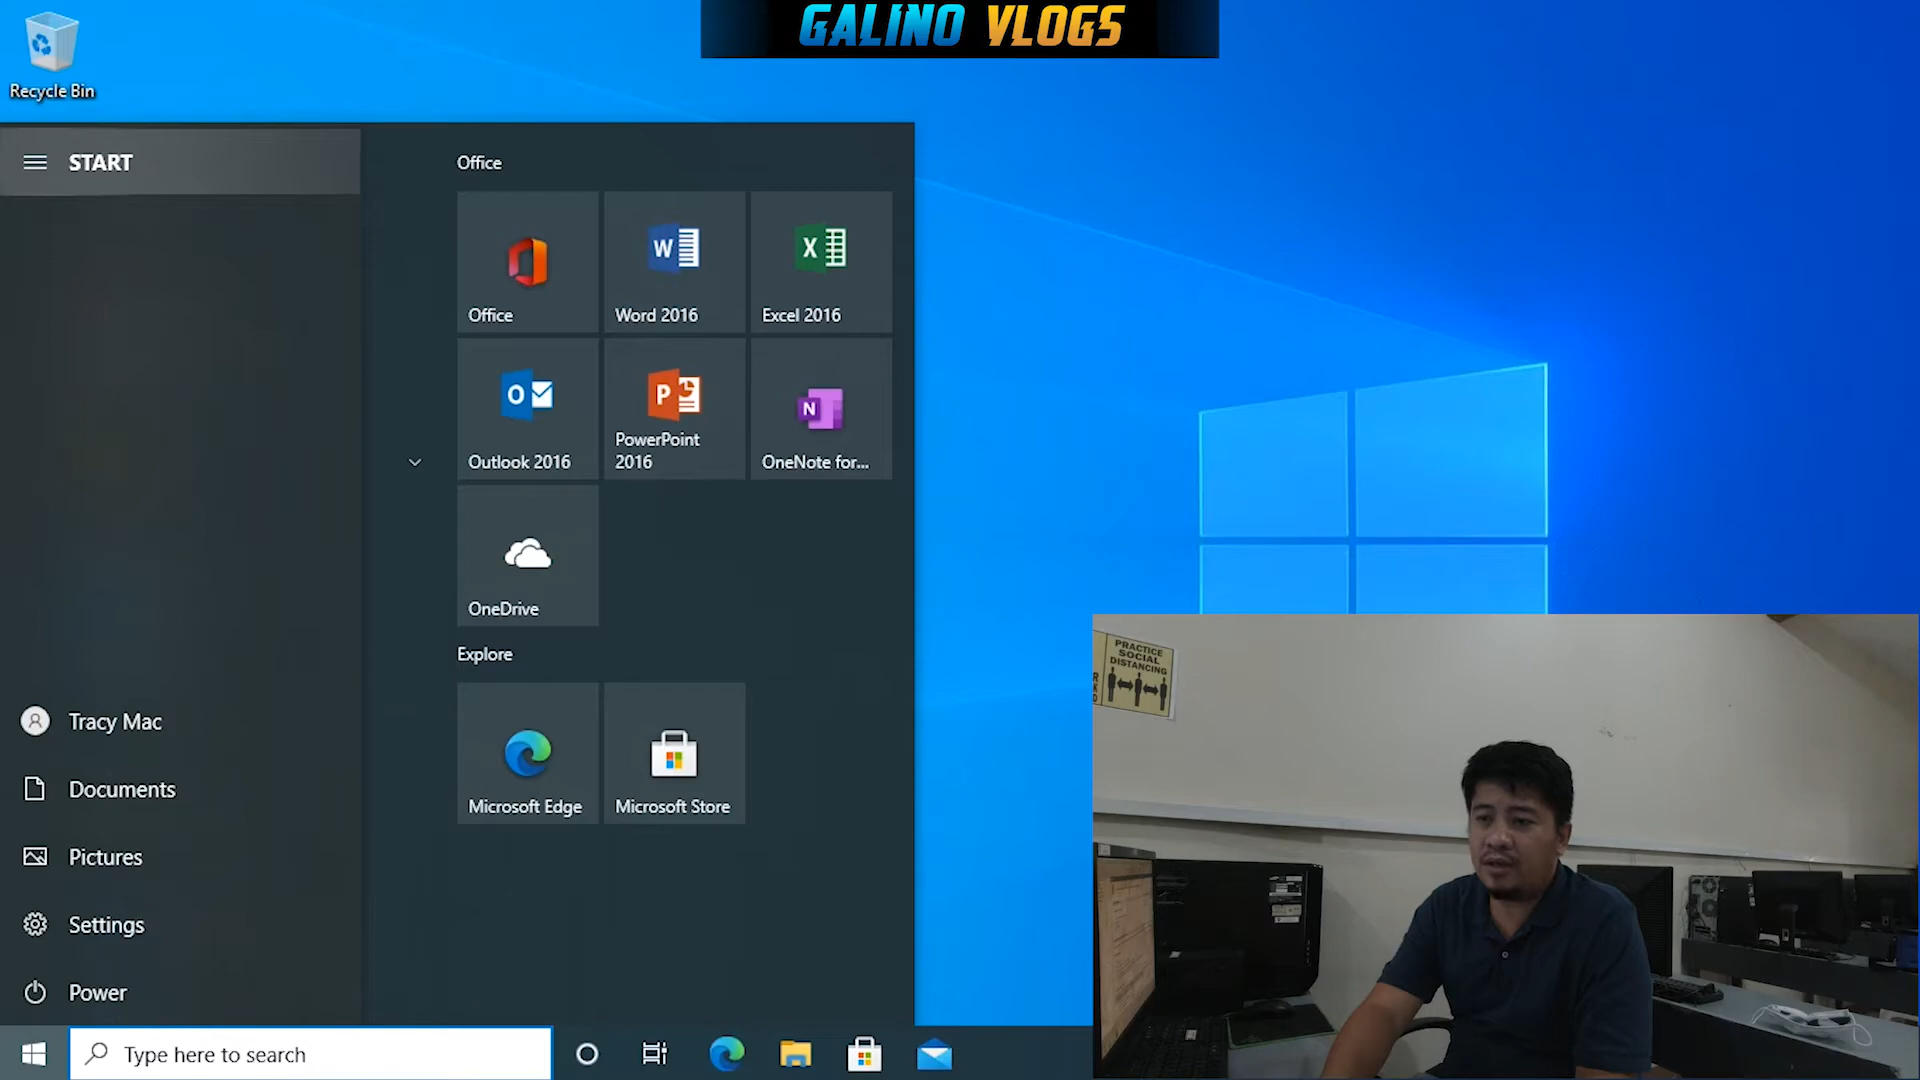 GALINO VLOGS
Recycle Bin
START
Office
Office
Word 2016
Excel 2016
Outlook 2016
PowerPoint
2016
OneNote for...
OneDrive
Explore
Microsoft Edge
Microsoft Store
Tracy Mac
Documents
Pictures
Settings
Power
Type here to search
PRACTICE
SOCIAL
DISTANCING